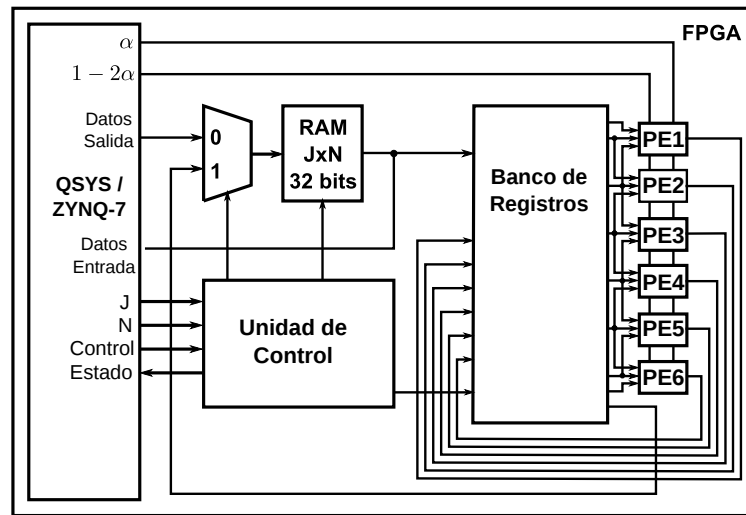 FPGA
α
1 − 2α
Datos
Salida
QSYS /
ZYNQ-7
Datos
Entrada
J
N
Control
Estado
0
1
RAM
JxN
32 bits
Unidad de
Control
Banco de
Registros
PE1
PE2
PE3
PE4
PE5
PE6